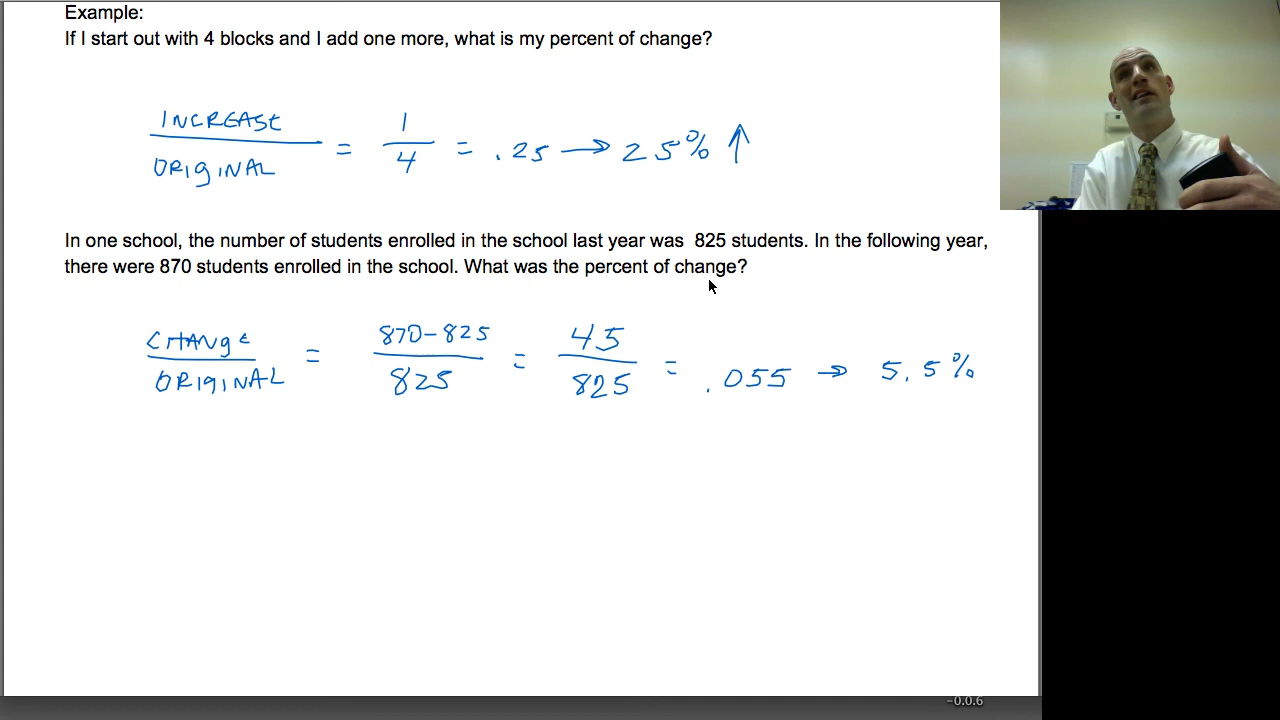 Example:
If I start out with 4 blocks and I add one more, what is my percent of change?
INCREASE / ORIGINAL = 1/4 = .25 → 25% ↑
In one school, the number of students enrolled in the school last year was 825 students. In the following year,
there were 870 students enrolled in the school. What was the percent of change?
CHANGE / ORIGINAL = 870-825 / 825 = 45 / 825 = .055 → 5.5%
-0.0.6